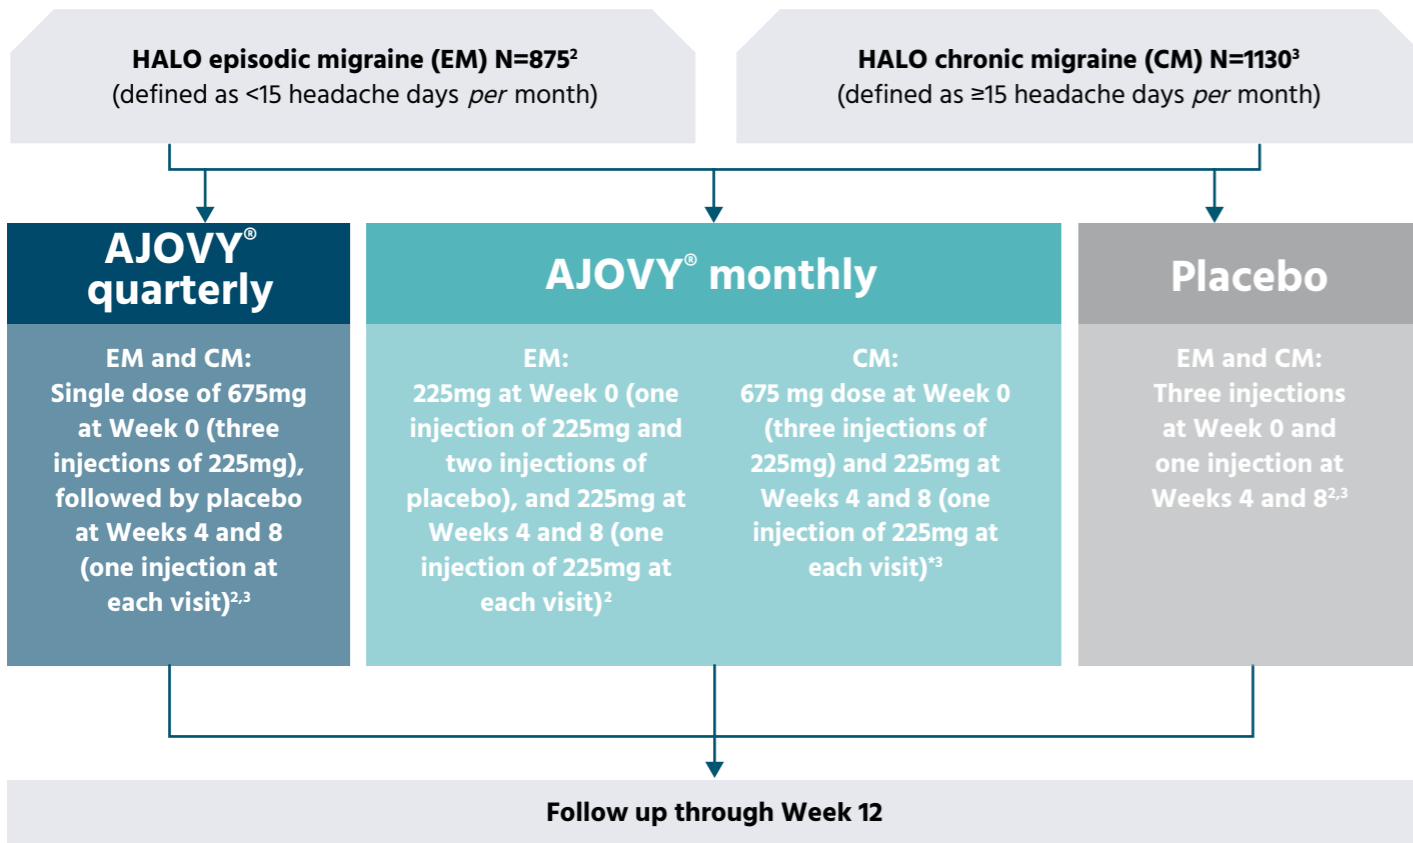 HALO episodic migraine (EM) N=875²
(defined as <15 headache days per month)
HALO chronic migraine (CM) N=1130³
(defined as ≥15 headache days per month)
AJOVY®
quarterly
EM and CM:
Single dose of 675mg
at Week 0 (three
injections of 225mg),
followed by placebo
at Weeks 4 and 8
(one injection at
each visit)²,³
AJOVY® monthly
EM:
225mg at Week 0 (one
injection of 225mg and
two injections of
placebo), and 225mg at
Weeks 4 and 8 (one
injection of 225mg at
each visit)²
CM:
675 mg dose at Week 0
(three injections of
225mg) and 225mg at
Weeks 4 and 8 (one
injection of 225mg at
each visit)*³
Placebo
EM and CM:
Three injections
at Week 0 and
one injection at
Weeks 4 and 8²,³
Follow up through Week 12